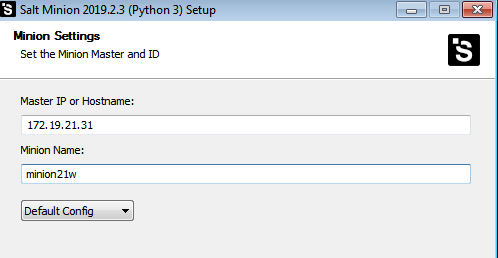 Salt Minion 2019.2.3 (Python 3) Setup
Minion Settings
Set the Minion Master and ID
Master IP or Hostname:
172.19.21.31
Minion Name:
minion21w
Default Config